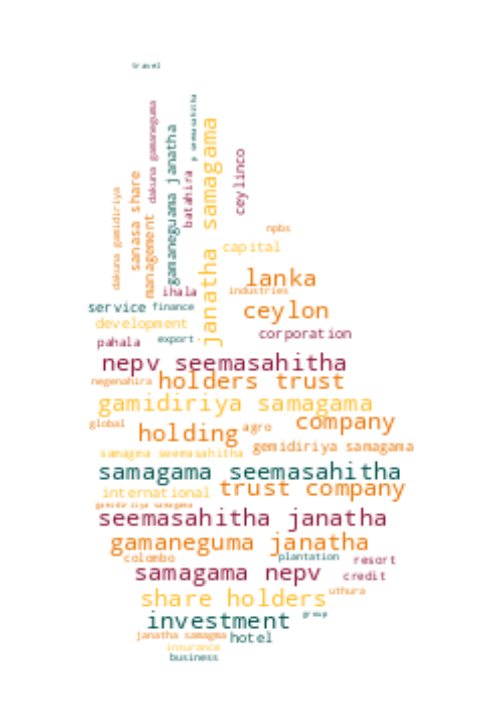 travel
dakuna gamidiriya
sanasa share
management
dakuna gamaneguma
gamaneguama janatha
batahira
p seemasahitha
janatha samagama
ceylinco
npbs
capital
lanka
ihala
industries
service
finance
ceylon
development
corporation
pahala
export
nepv seemasahitha
negenahira
holders trust
gamidiriya samagama
global
holding
agro
company
samagma seemasahitha
gemidiriya samagama
samagama seemasahitha
international
trust company
gamidiriya samagama
seemasahitha janatha
gamaneguma janatha
colombo
plantation
resort
samagama nepv
credit
share holders
uthura
investment
group
janatha samagma
hotel
insurance
business